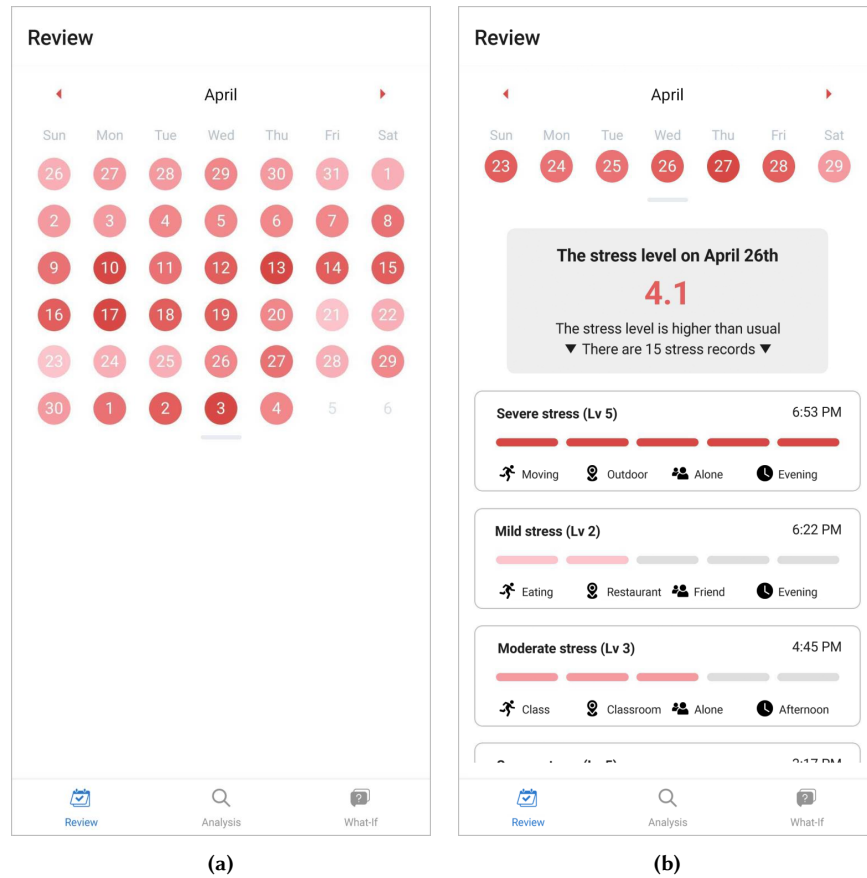 Review
April
Sun Mon Tue Wed Thu Fri Sat
26 27 28 29 30 31 1
2 3 4 5 6 7 8
9 10 11 12 13 14 15
16 17 18 19 20 21 22
23 24 25 26 27 28 29
30 1 2 3 4 5 6
Review Analysis What-If
(a)
Review
April
Sun Mon Tue Wed Thu Fri Sat
23 24 25 26 27 28 29
The stress level on April 26th
4.1
The stress level is higher than usual
▼ There are 15 stress records ▼
Severe stress (Lv 5) 6:53 PM
Moving Outdoor Alone Evening
Mild stress (Lv 2) 6:22 PM
Eating Restaurant Friend Evening
Moderate stress (Lv 3) 4:45 PM
Class Classroom Alone Afternoon
Review Analysis What-If
(b)